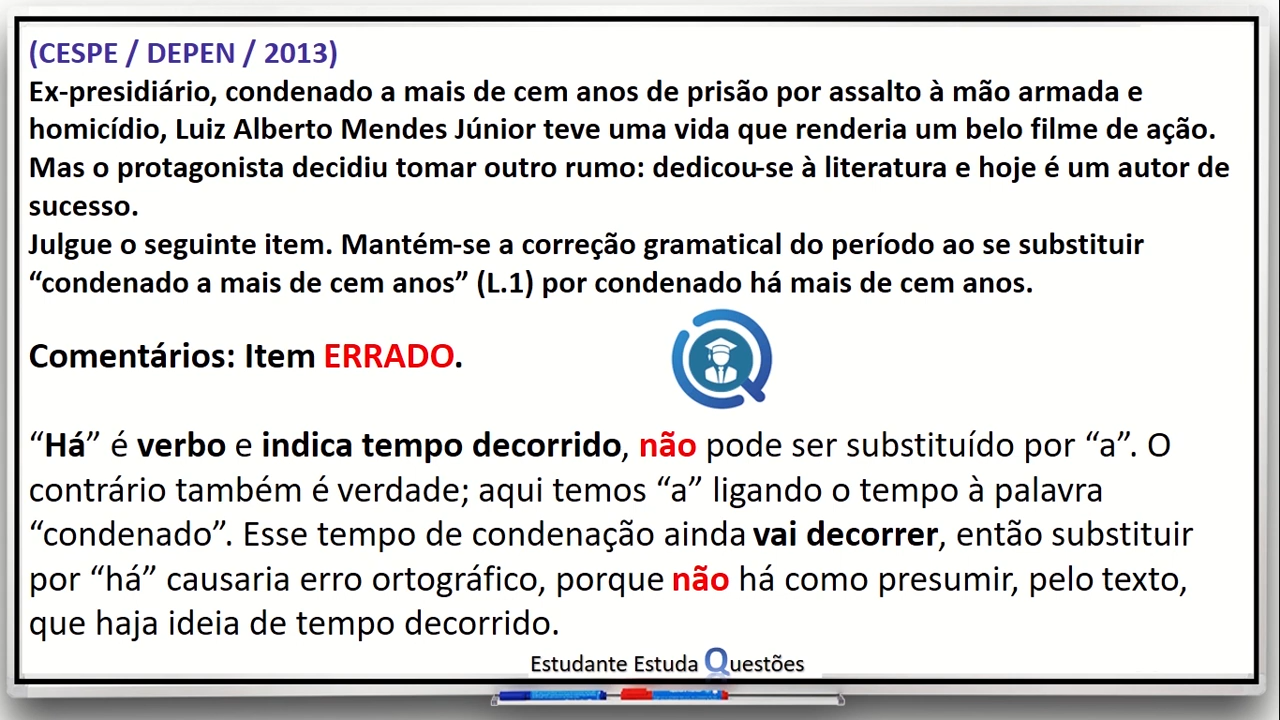 (CESPE / DEPEN / 2013)
Ex-presidiário, condenado a mais de cem anos de prisão por assalto à mão armada e
homicídio, Luiz Alberto Mendes Júnior teve uma vida que renderia um belo filme de ação.
Mas o protagonista decidiu tomar outro rumo: dedicou-se à literatura e hoje é um autor de
sucesso.
Julgue o seguinte item. Mantém-se a correção gramatical do período ao se substituir
“condenado a mais de cem anos” (L.1) por condenado há mais de cem anos.
Comentários: Item ERRADO.
“Há” é verbo e indica tempo decorrido, não pode ser substituído por “a”. O
contrário também é verdade; aqui temos “a” ligando o tempo à palavra
“condenado”. Esse tempo de condenação ainda vai decorrer, então substituir
por “há” causaria erro ortográfico, porque não há como presumir, pelo texto,
que haja ideia de tempo decorrido.
Estudante Estuda Questões